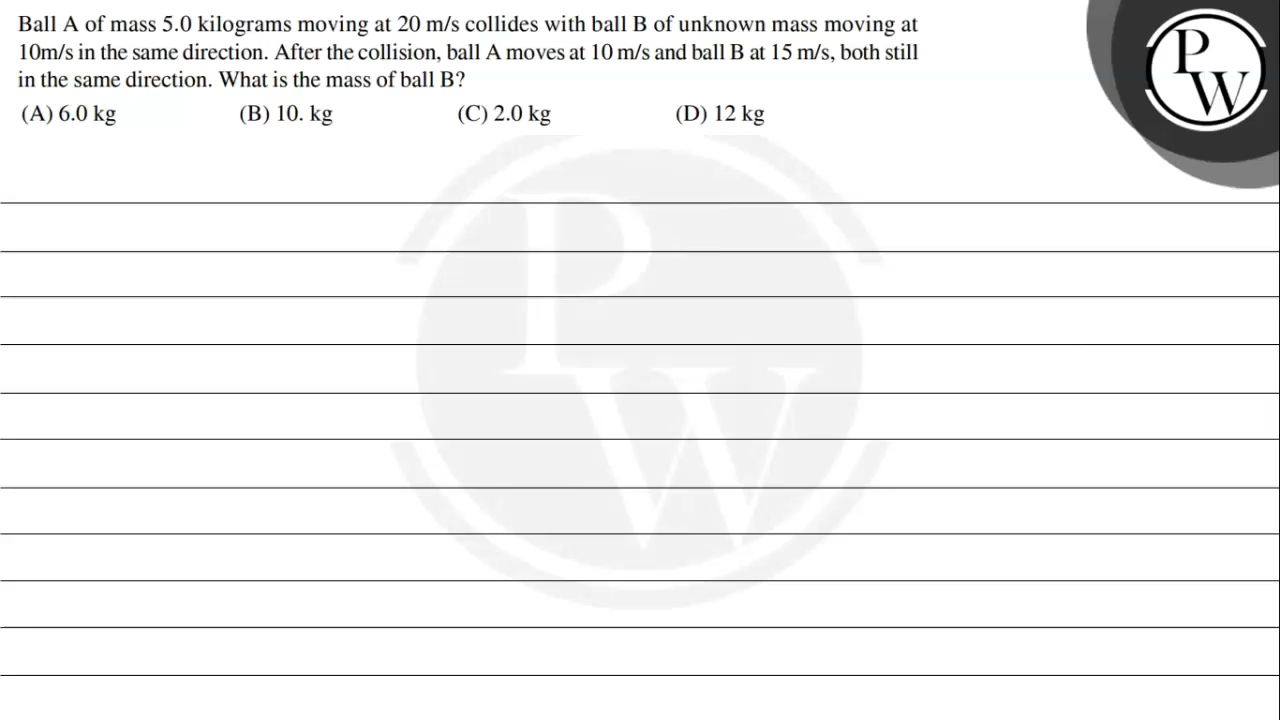 Ball A of mass 5.0 kilograms moving at 20 m/s collides with ball B of unknown mass moving at
10m/s in the same direction. After the collision, ball A moves at 10 m/s and ball B at 15 m/s, both still
in the same direction. What is the mass of ball B?
(A) 6.0 kg (B) 10. kg (C) 2.0 kg (D) 12 kg
P
W
P
W